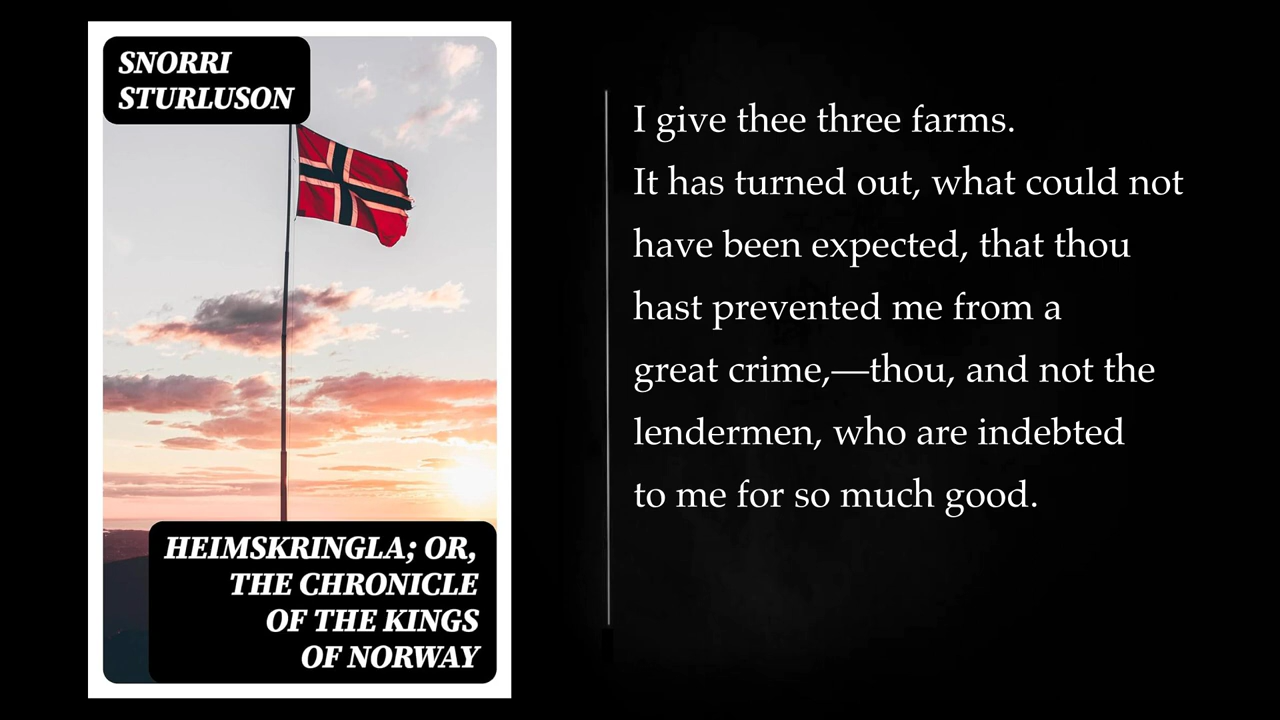 SNORRI
STURLUSON
HEIMSKRINGLA; OR,
THE CHRONICLE
OF THE KINGS
OF NORWAY
I give thee three farms.
It has turned out, what could not
have been expected, that thou
hast prevented me from a
great crime,—thou, and not the
lendermen, who are indebted
to me for so much good.